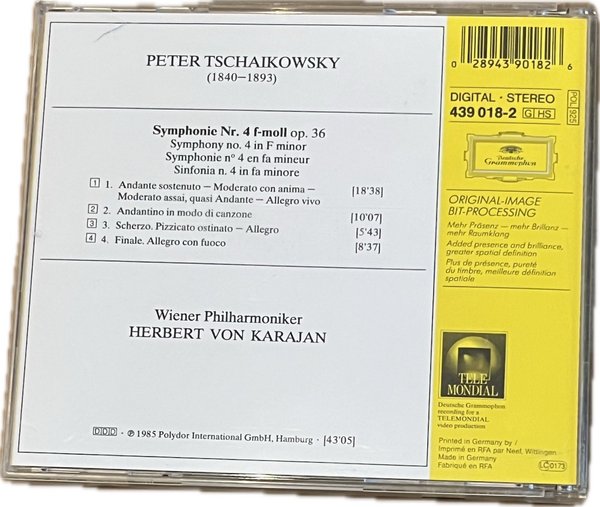 PETER TSCHAIKOWSKY
(1840–1893)
Symphonie Nr. 4 f-moll op. 36
Symphony no. 4 in F minor
Symphonie nº 4 en fa mineur
Sinfonia n. 4 in fa minore
1 1. Andante sostenuto – Moderato con anima –
Moderato assai, quasi Andante – Allegro vivo [18'38]
2 2. Andantino in modo di canzone [10'07]
3 3. Scherzo. Pizzicato ostinato – Allegro [5'43]
4 4. Finale. Allegro con fuoco [8'37]
Wiener Philharmoniker
HERBERT VON KARAJAN
DDD · ℗ 1985 Polydor International GmbH, Hamburg · [43'05]
0 28943 90182 6
DIGITAL · STEREO
439 018-2 G HS
POL 925
Deutsche
Grammophon
ORIGINAL-IMAGE
BIT-PROCESSING
Mehr Präsenz – mehr Brillanz –
mehr Raumklang
Added presence and brilliance,
greater spatial definition
Plus de présence, pureté
du timbre, meilleure définition
spatiale
TELE
MONDIAL
Deutsche Grammophon
recording for a
TELEMONDIAL
video production
Printed in Germany by /
Imprimé en RFA par Neef, Wittingen
Made in Germany
Fabriqué en RFA
LC 0173